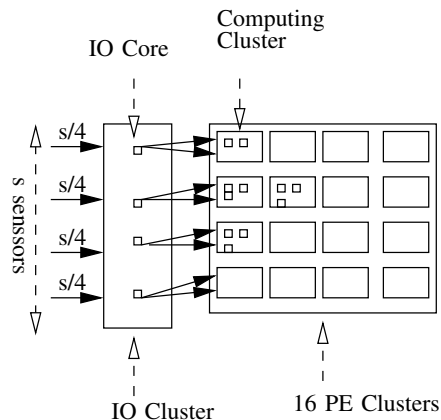 Computing
Cluster
IO Core
s/4
s/4
s/4
s/4
s sensors
IO Cluster
16 PE Clusters